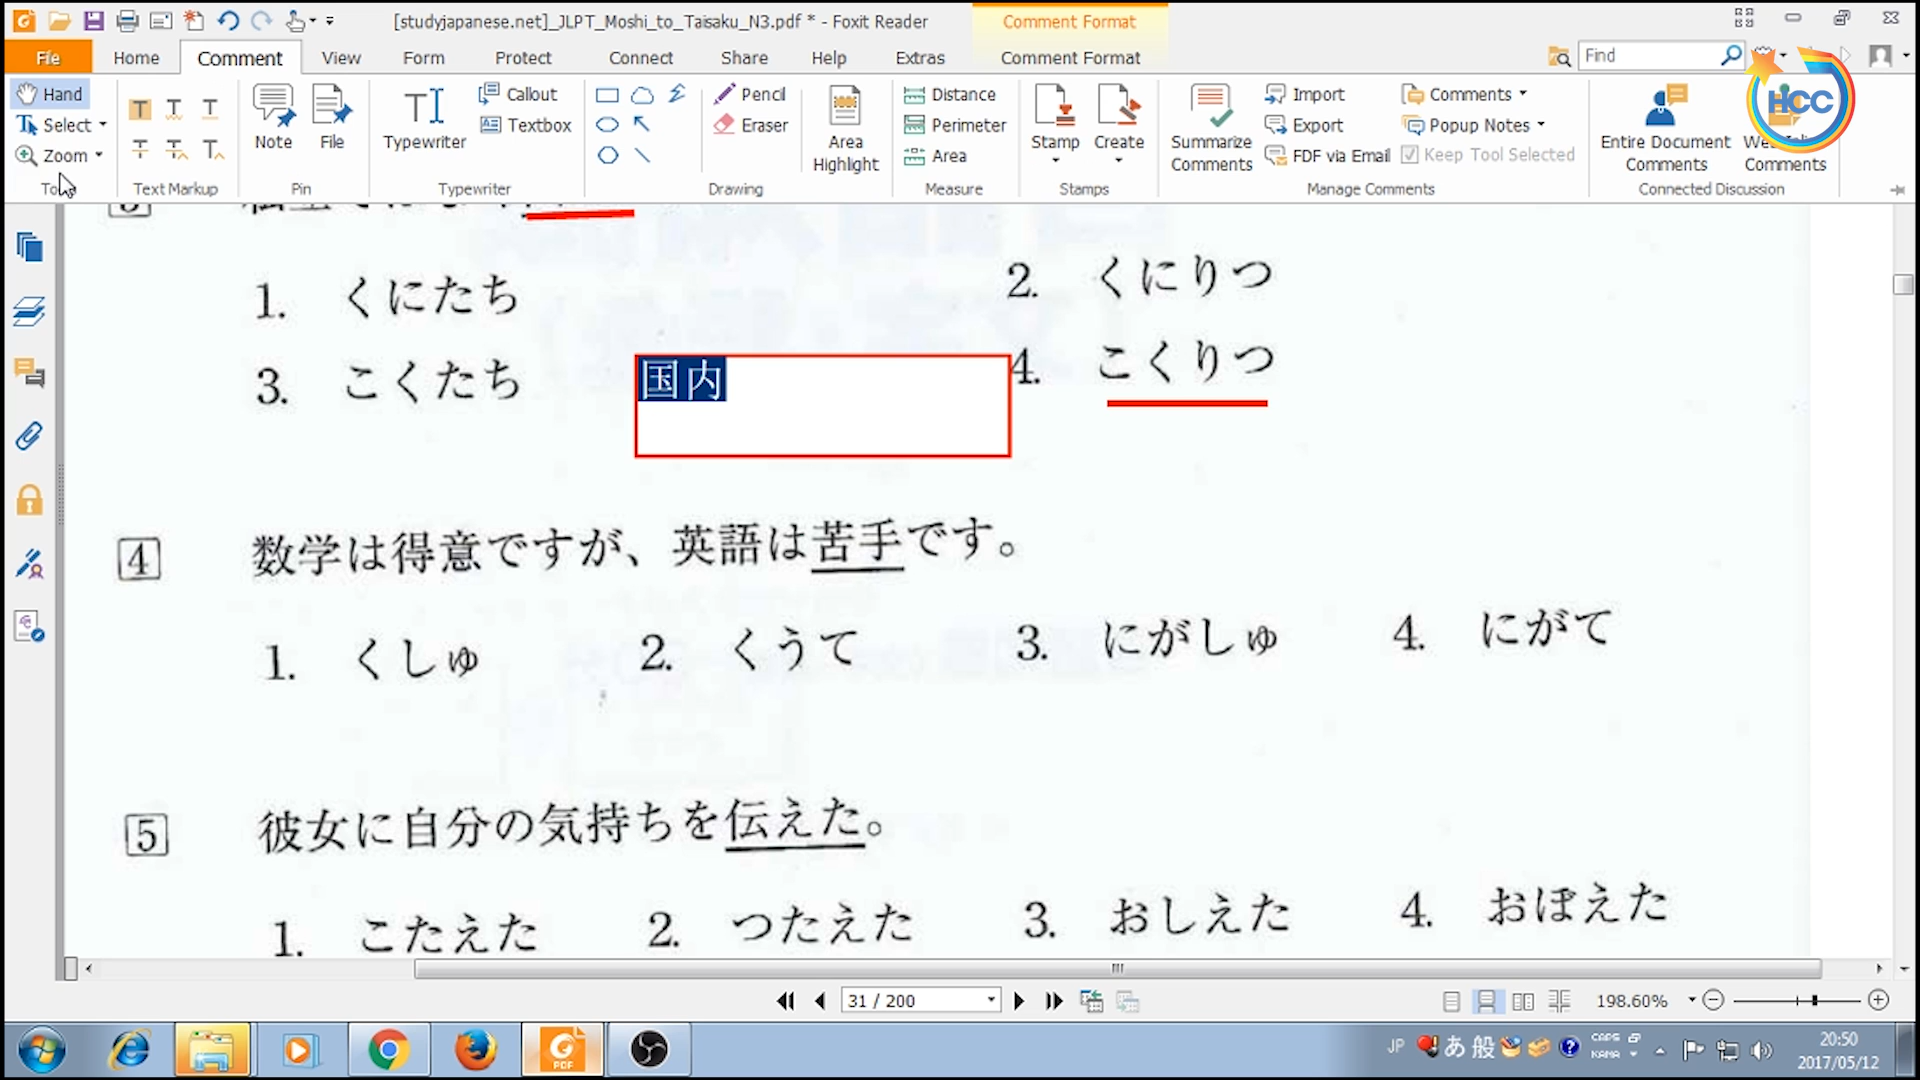 [studyjapanese.net]_JLPT_Moshi_to_Taisaku_N3.pdf * - Foxit Reader
Comment Format
File Home Comment View Form Protect Connect Share Help Extras Comment Format
Find
HCC
Hand
Select
Zoom
Text Markup
Note
File
Pin
Typewriter
Callout
Textbox
Typewriter
Pencil
Eraser
Area Highlight
Drawing
Distance
Perimeter
Area
Measure
Stamp
Create
Stamps
Summarize Comments
Import
Export
FDF via Email
Comments
Popup Notes
Keep Tool Selected
Manage Comments
Entire Document Comments
Comments
Connected Discussion
1. くにたち
2. くにりつ
3. こくたち
4. こくりつ
国内
4 数学は得意ですが、英語は苦手です。
1. くしゅ 2. くうて 3. にがしゅ 4. にがて
5 彼女に自分の気持ちを伝えた。
1. こたえた 2. つたえた 3. おしえた 4. おぼえた
31 / 200
198.60%
JP あ 般 CAPS KANA
20:50
2017/05/12